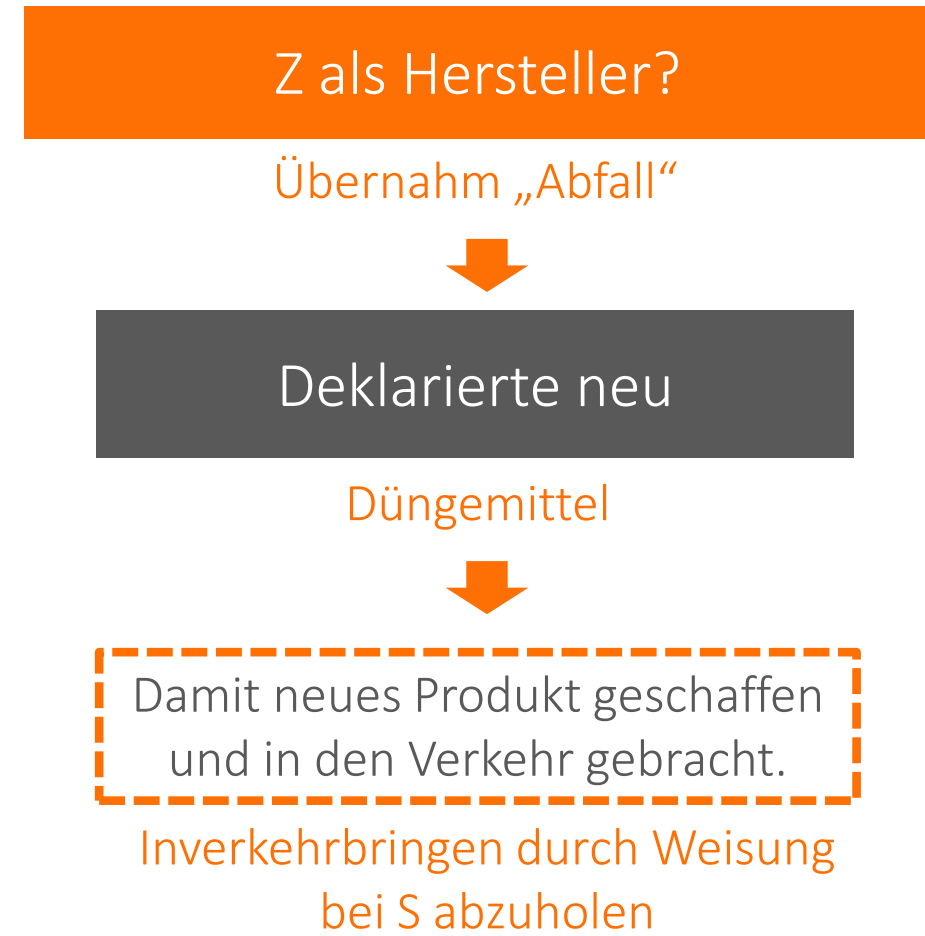 Z als Hersteller?
Übernahm „Abfall“
Deklarierte neu
Düngemittel
Damit neues Produkt geschaffen
und in den Verkehr gebracht.
Inverkehrbringen durch Weisung
bei S abzuholen